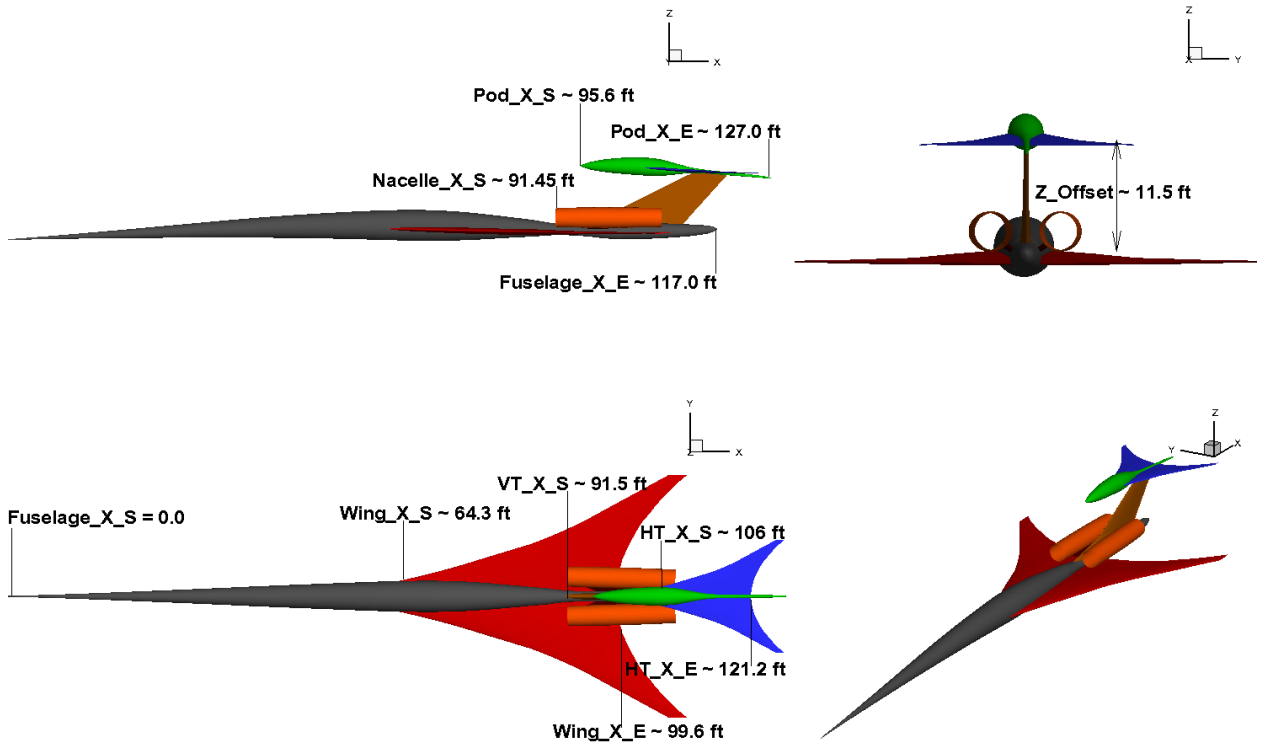 Z
X
Y
Pod_X_S ~ 95.6 ft
Pod_X_E ~ 127.0 ft
Nacelle_X_S ~ 91.45 ft
Fuselage_X_E ~ 117.0 ft
Z
X
Y
Z_Offset ~ 11.5 ft
Y
Z
X
VT_X_S ~ 91.5 ft
Wing_X_S ~ 64.3 ft
Fuselage_X_S = 0.0
HT_X_S ~ 106 ft
HT_X_E ~ 121.2 ft
Wing_X_E ~ 99.6 ft
Z
Y
X